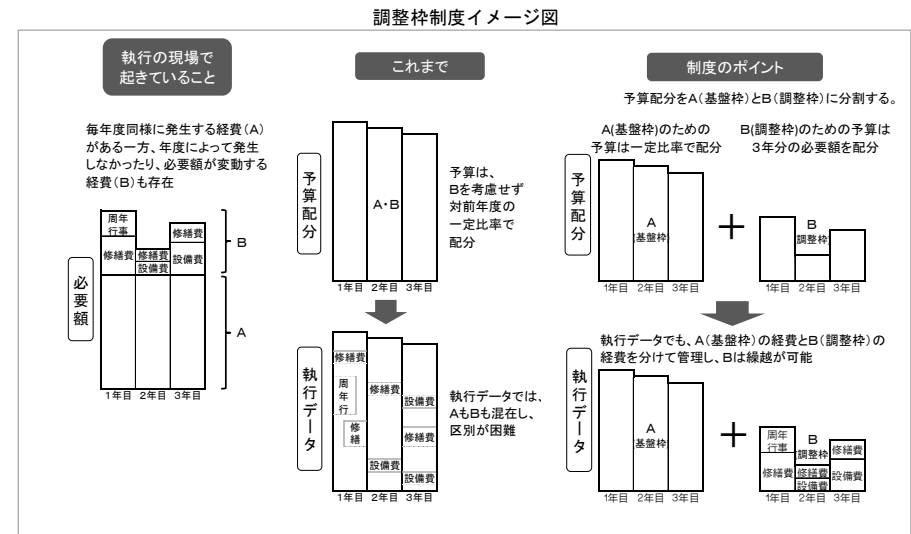 調整枠制度イメージ図
執行の現場で
起きていること
毎年度同様に発生する経費(A)
がある一方、年度によって発生
しなかったり、必要額が変動する
経費(B)も存在
必要額
周年
行事
修繕費
修繕費
設備費
修繕費
設備費
B
A
1年目 2年目 3年目
これまで
予算配分
A・B
1年目 2年目 3年目
予算は、
Bを考慮せず
対前年度の
一定比率で
配分
執行データ
修繕費
周
年
行
修
繕
修繕費
設備費
設備費
修繕費
設備費
1年目 2年目 3年目
執行データでは、
AもBも混在し、
区別が困難
制度のポイント
予算配分をA(基盤枠)とB(調整枠)に分割する。
A(基盤枠)のための
予算は一定比率で配分
B(調整枠)のための予算は
3年分の必要額を配分
予算配分
A
(基盤枠)
1年目 2年目 3年目
+
B
(調整枠)
1年目 2年目 3年目
執行データでも、A(基盤枠)の経費とB(調整枠)の
経費を分けて管理し、Bは繰越が可能
執行データ
A
(基盤枠)
1年目 2年目 3年目
+
周年
行事
修繕費
B
(調整枠)
修繕費
設備費
修繕費
設備費
1年目 2年目 3年目